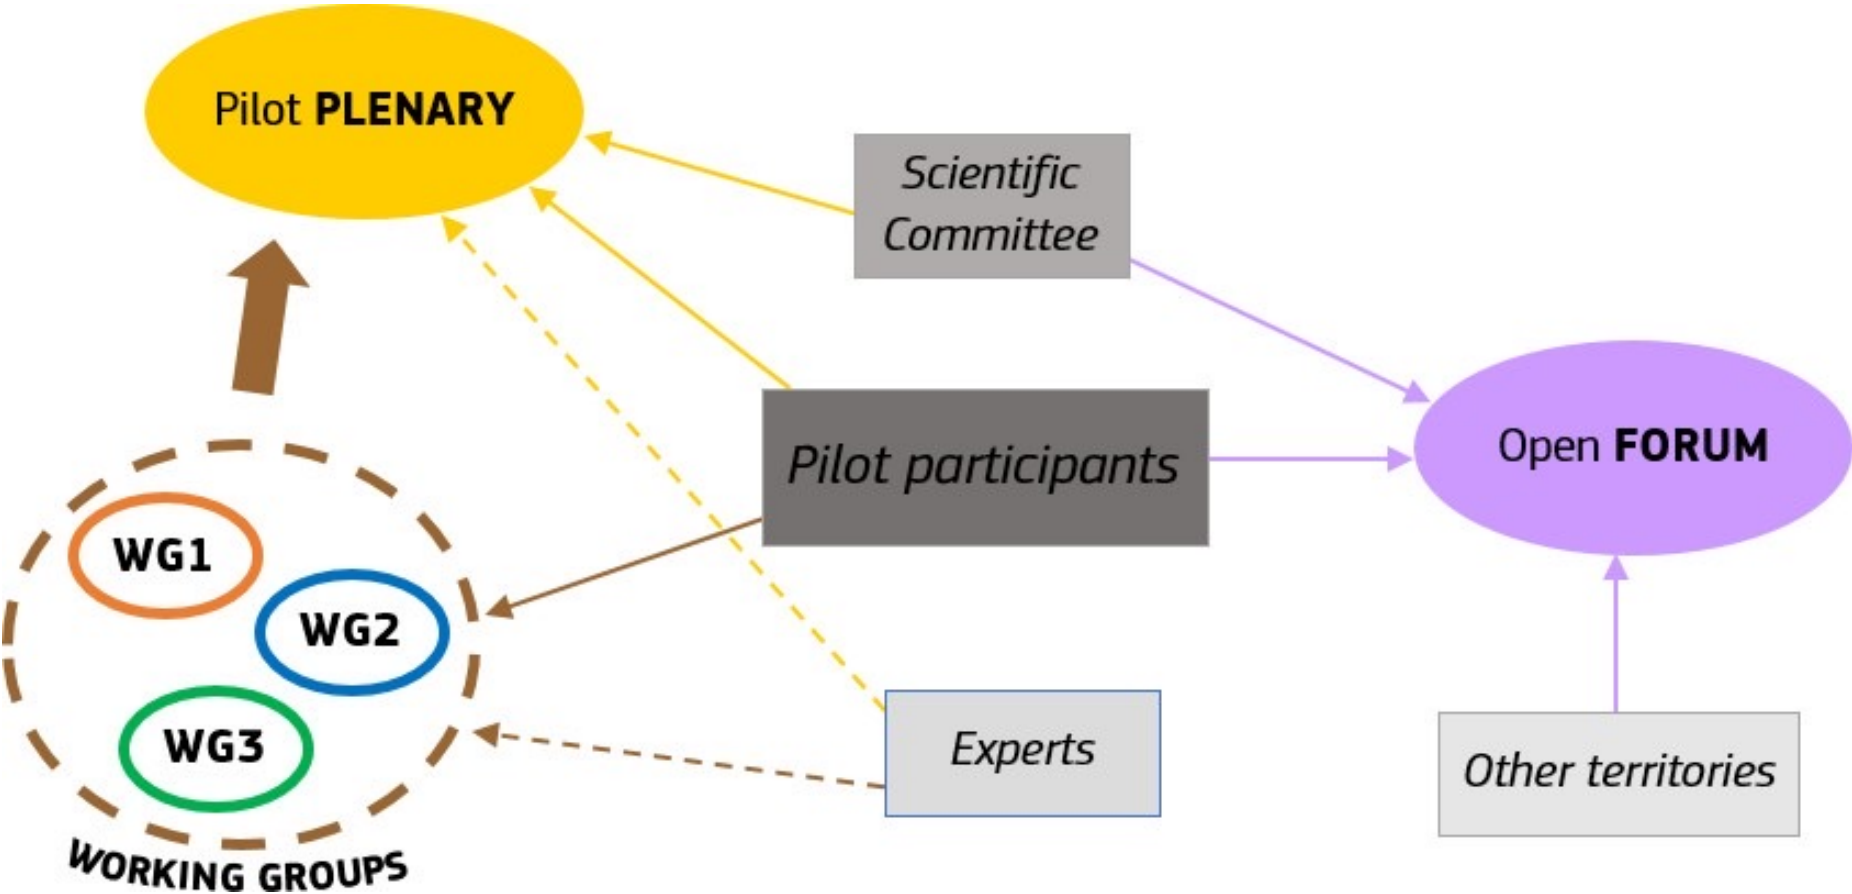 Pilot PLENARY
Scientific
Committee
Pilot participants
Open FORUM
WG1
WG2
WG3
Experts
Other territories
WORKING GROUPS